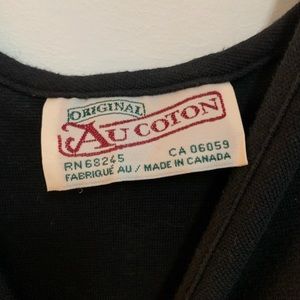 ORIGINAL
AU COTON
RN 68245 CA 06059
FABRIQUÉ AU / MADE IN CANADA